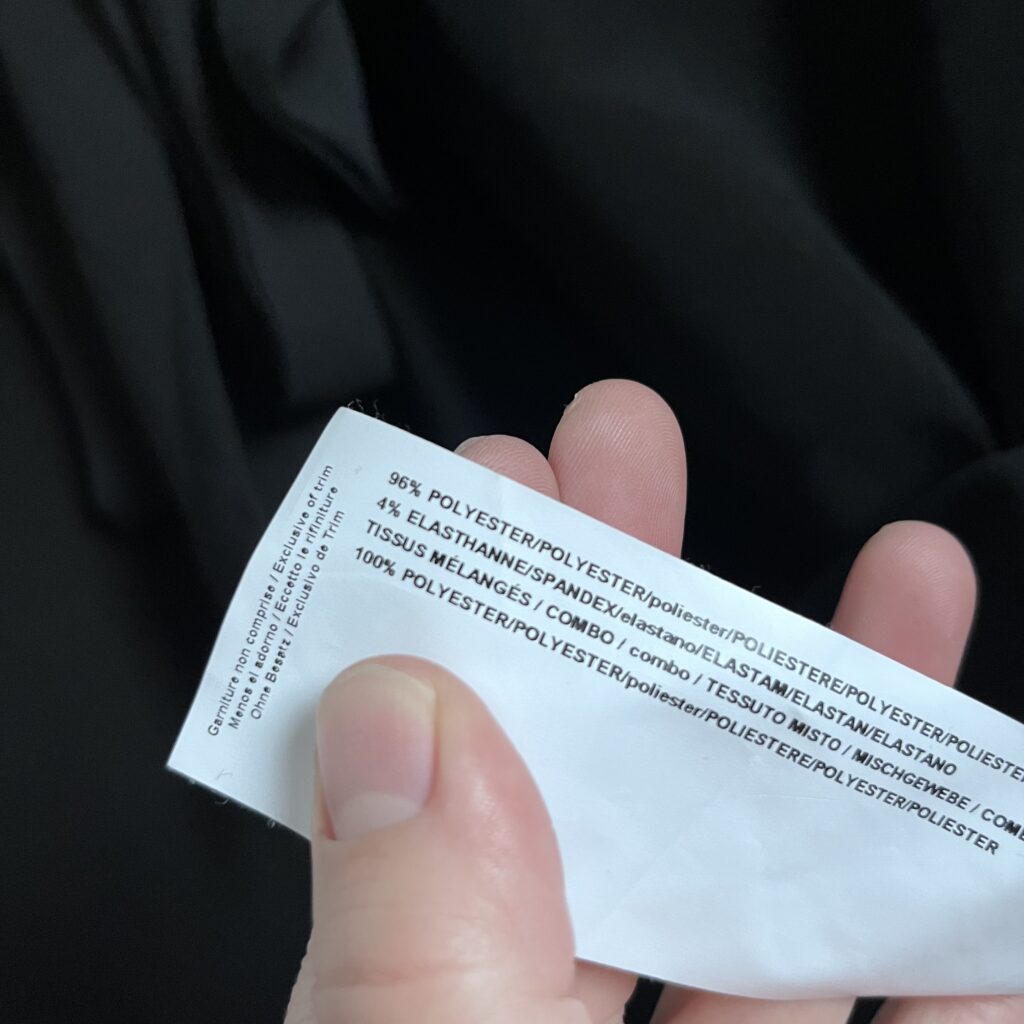 Garniture non comprise / Exclusive of trim
Menos el adorno / Eccetto le rifiniture
Ohne Besatz / Exclusivo de Trim
96% POLYESTER/POLYESTER/poliester/POLIESTERE/POLYESTER/POLIESTER
4% ELASTHANNE/SPANDEX/elastano/ELASTAM/ELASTAN/ELASTANO
TISSUS MÉLANGÉS / COMBO / combo / TESSUTO MISTO / MISCHGEWEBE /
100% POLYESTER/POLYESTER/poliester/POLIESTERE/POLYESTER/POLIESTER